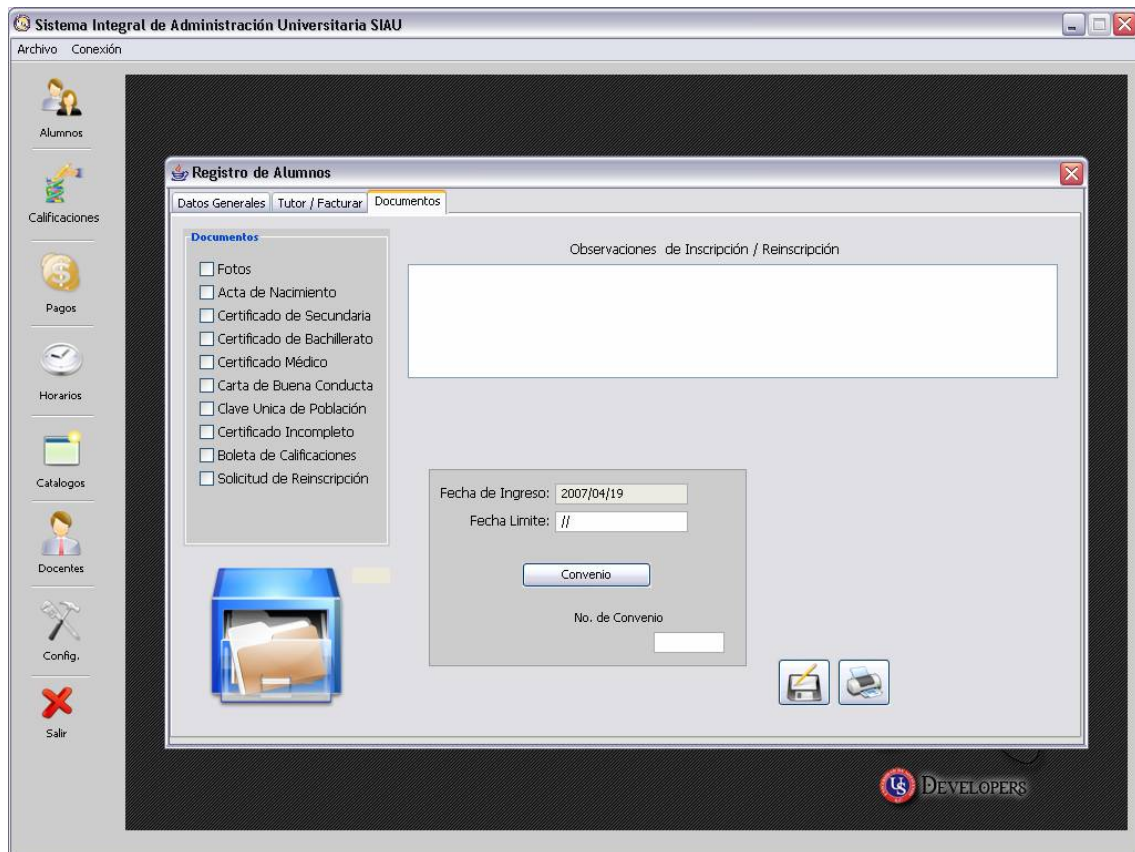 Sistema Integral de Administración Universitaria SIAU
Archivo Conexión
Alumnos
Calificaciones
Pagos
Horarios
Catalogos
Docentes
Config.
Salir
Registro de Alumnos
Datos Generales Tutor / Facturar Documentos
Documentos
Fotos
Acta de Nacimiento
Certificado de Secundaria
Certificado de Bachillerato
Certificado Médico
Carta de Buena Conducta
Clave Unica de Población
Certificado Incompleto
Boleta de Calificaciones
Solicitud de Reinscripción
Observaciones de Inscripción / Reinscripción
Fecha de Ingreso: 2007/04/19
Fecha Limite: //
Convenio
No. de Convenio
US DEVELOPERS